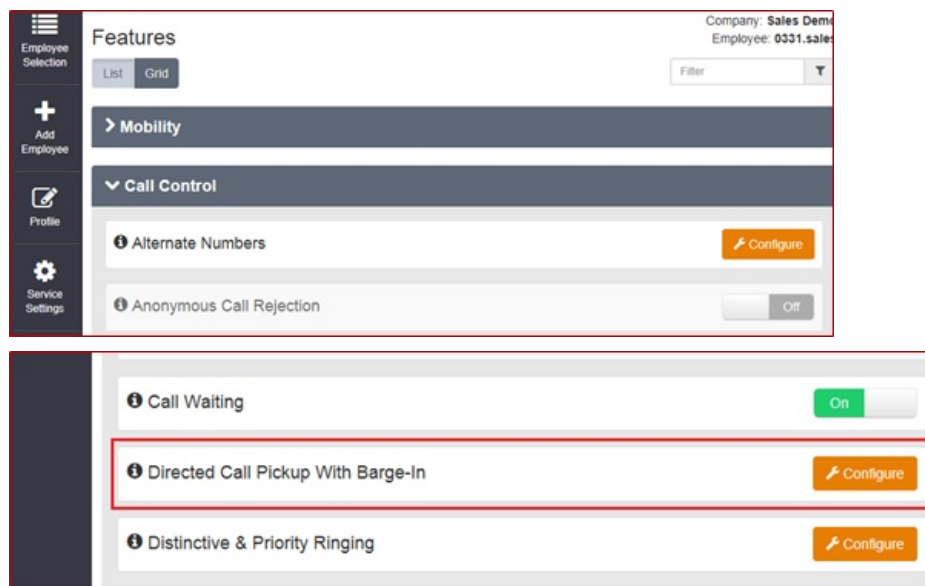 Employee
Selection
Add
Employee
Profile
Service
Settings
Features
Company: Sales Demo
Employee: 0331.sales
List Grid
Filter
Mobility
Call Control
Alternate Numbers Configure
Anonymous Call Rejection Off
Call Waiting On
Directed Call Pickup With Barge-In Configure
Distinctive & Priority Ringing Configure